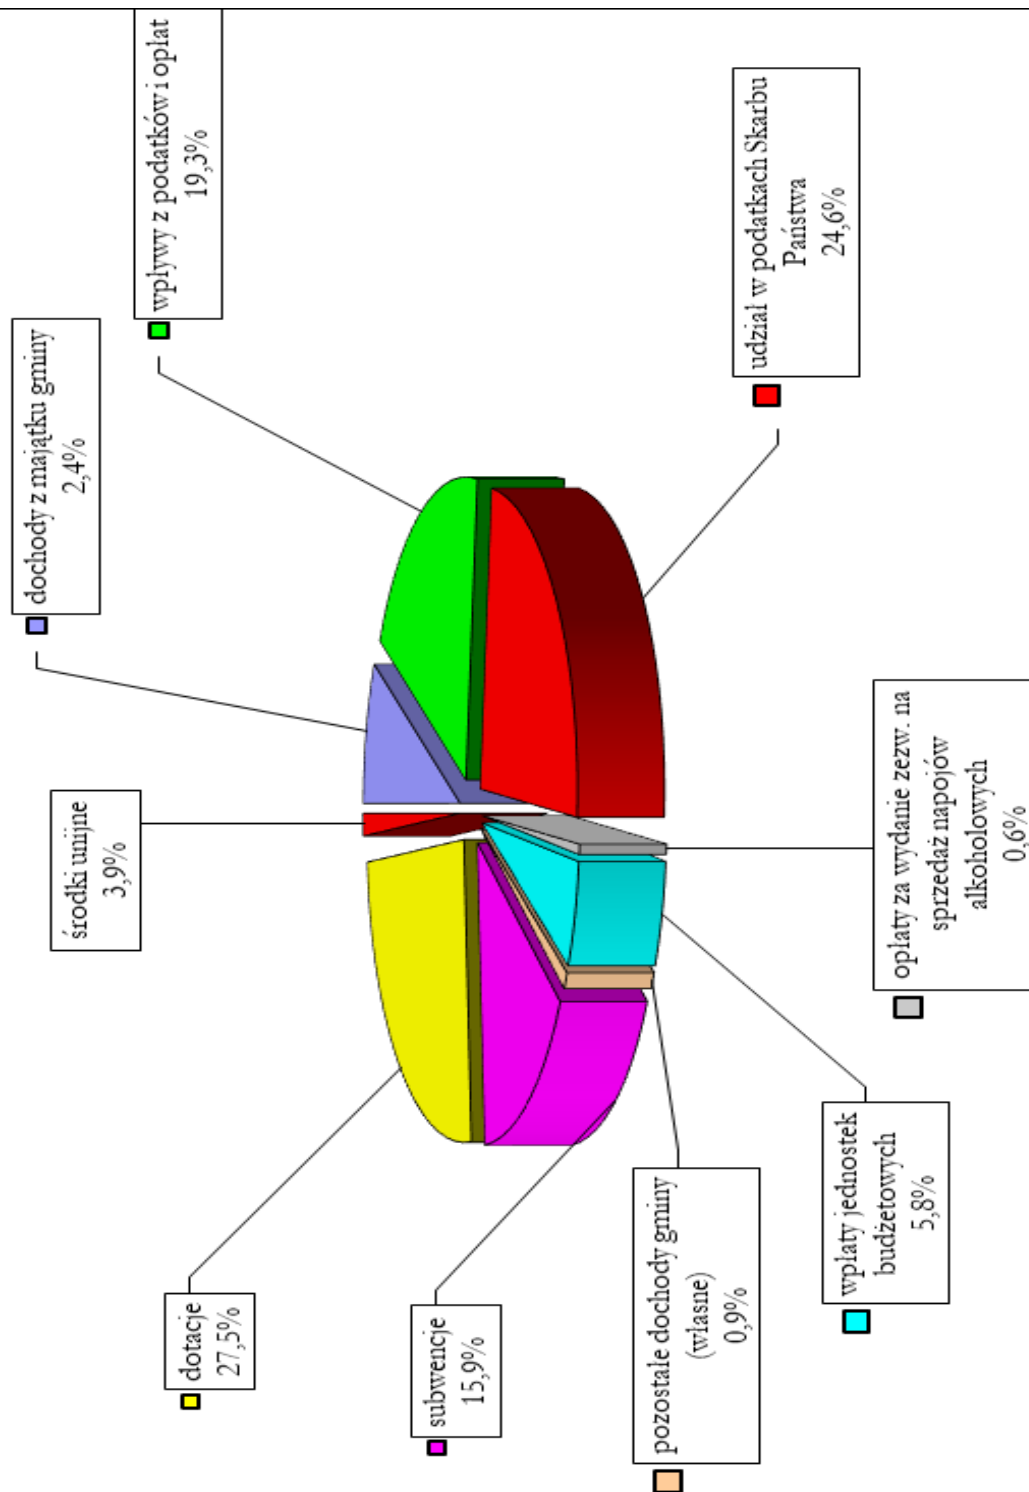 dochody z majątku gminy
2,4%
wpływy z podatków i opłat
19,3%
udział w podatkach Skarbu
Państwa
24,6%
opłaty za wydanie zezw. na
sprzedaż napojów
alkoholowych
0,6%
wpłaty jednostek
budżetowych
5,8%
pozostałe dochody gminy
(własne)
0,9%
subwencje
15,9%
dotacje
27,5%
środki unijne
3,9%